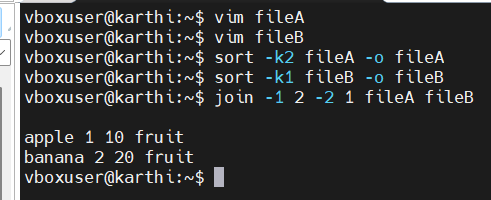 vboxuser@karthi:~$ vim fileA
vboxuser@karthi:~$ vim fileB
vboxuser@karthi:~$ sort -k2 fileA -o fileA
vboxuser@karthi:~$ sort -k1 fileB -o fileB
vboxuser@karthi:~$ join -1 2 -2 1 fileA fileB
apple 1 10 fruit
banana 2 20 fruit
vboxuser@karthi:~$